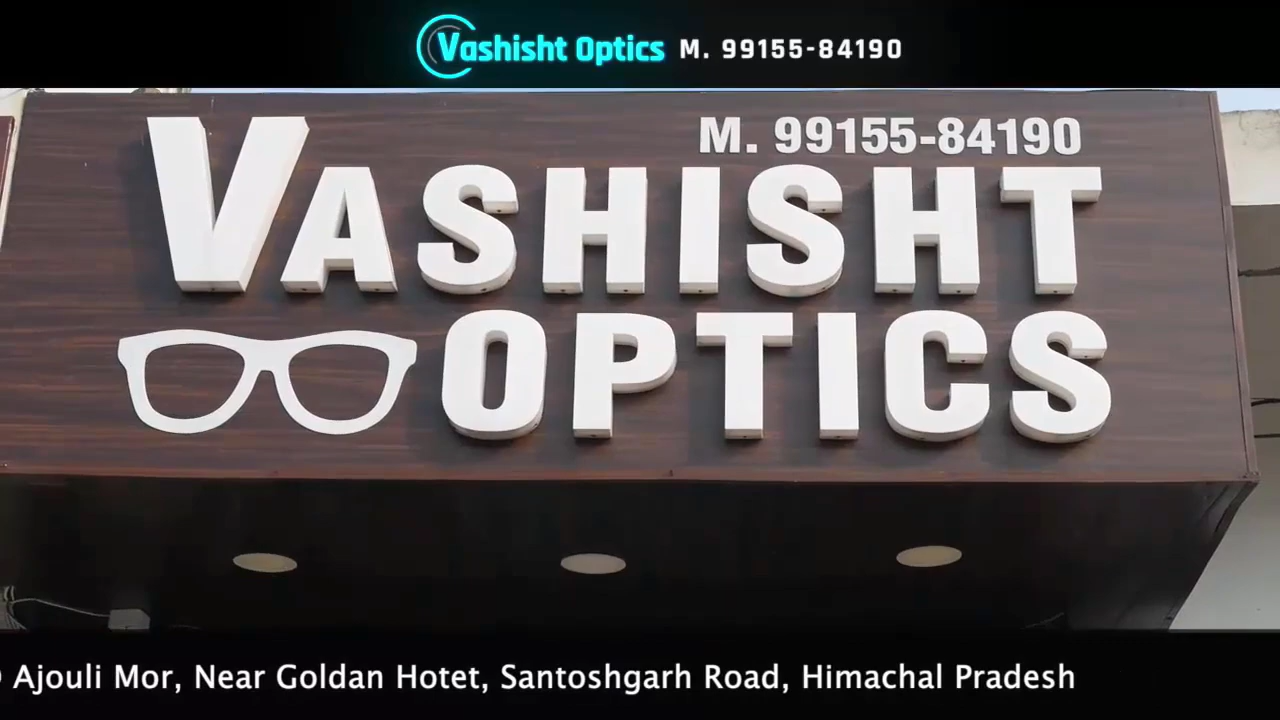 Vashisht Optics M. 99155-84190
M. 99155-84190
VASHISHT
OPTICS
Ajouli Mor, Near Goldan Hotet, Santoshgarh Road, Himachal Pradesh